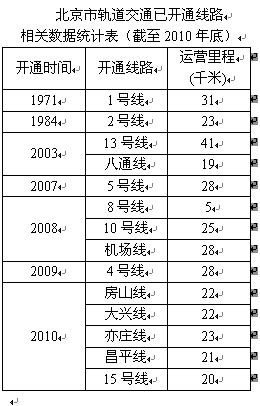 北京市轨道交通已开通线路
相关数据统计表（截至 2010 年底）
开通时间 开通线路 运营里程
(千米)
1971 1 号线 31
1984 2 号线 23
2003 13 号线 41
八通线 19
2007 5 号线 28
2008 8 号线 5
10 号线 25
机场线 28
2009 4 号线 28
2010 房山线 22
大兴线 22
亦庄线 23
昌平线 21
15 号线 20